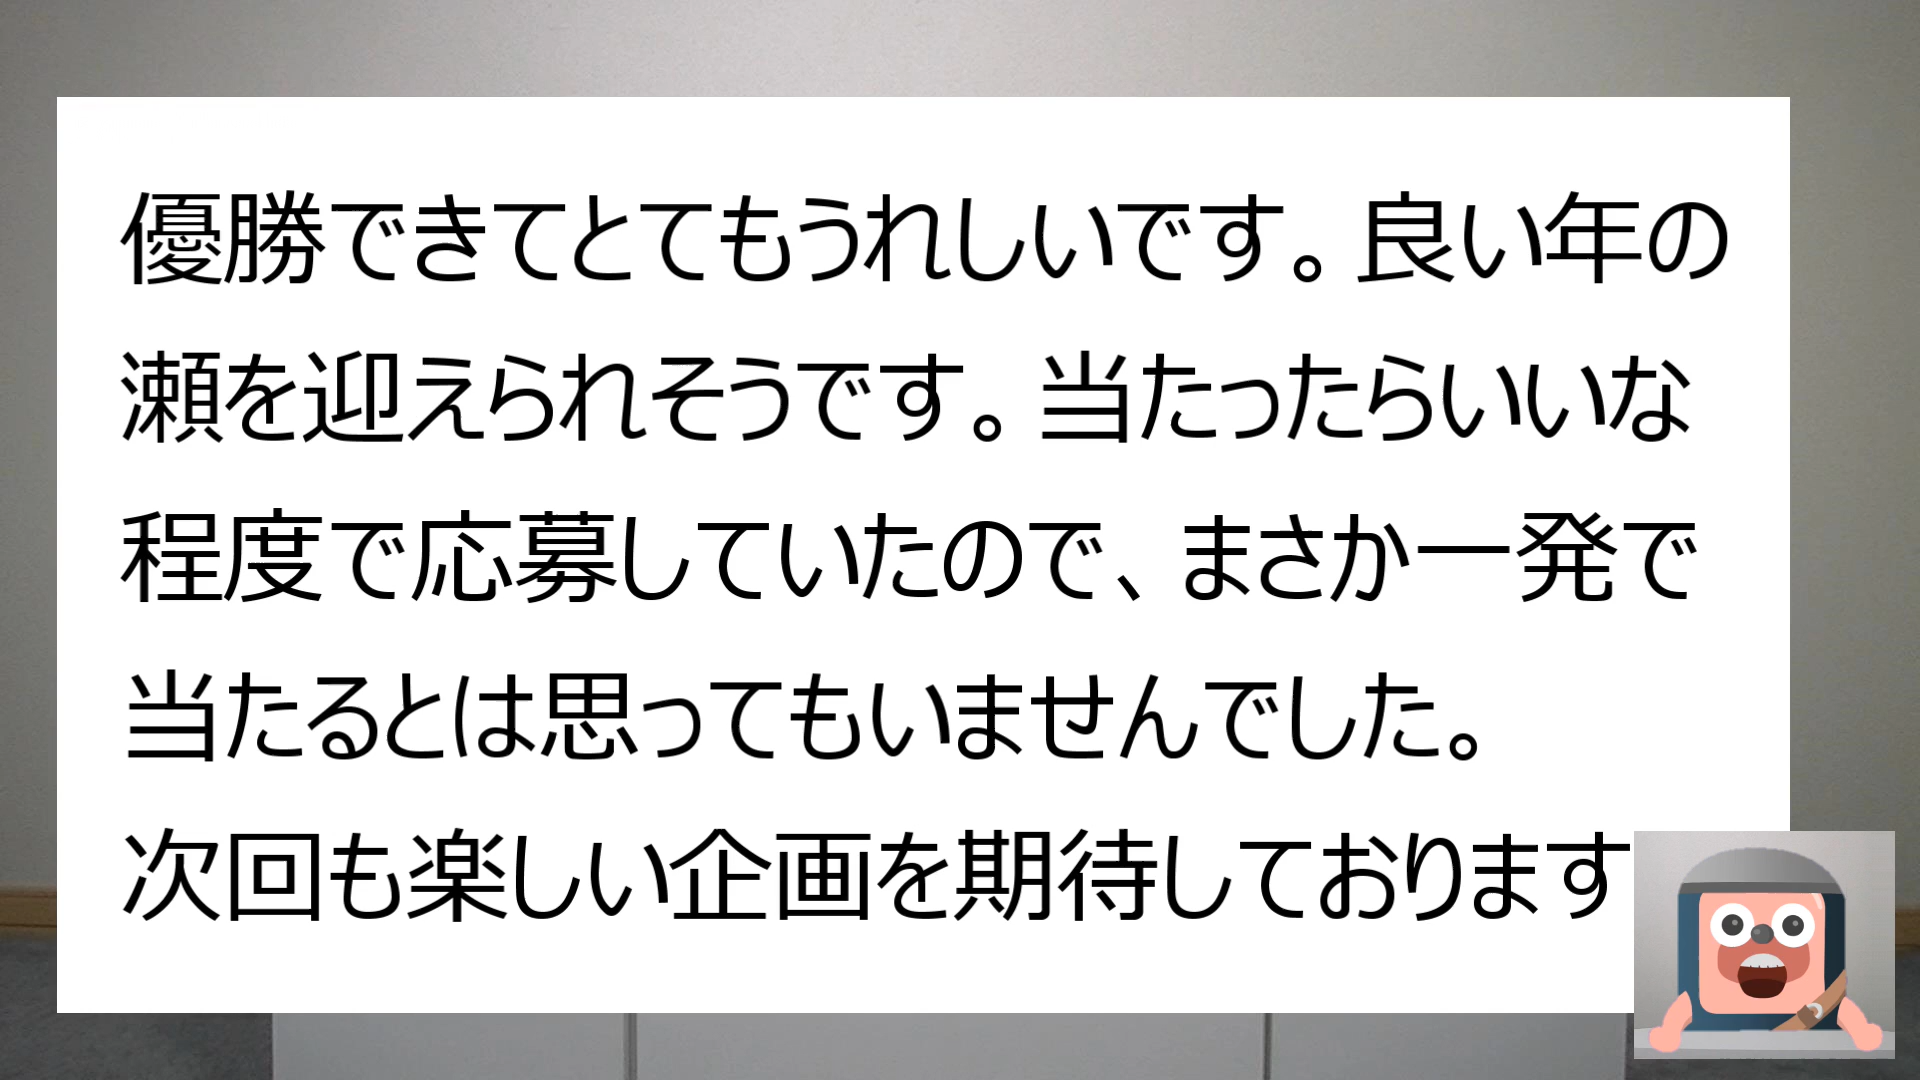 優勝できてとてもうれしいです。良い年の
瀬を迎えられそうです。当たったらいいな
程度で応募していたので、まさか一発で
当たるとは思ってもいませんでした。
次回も楽しい企画を期待しております